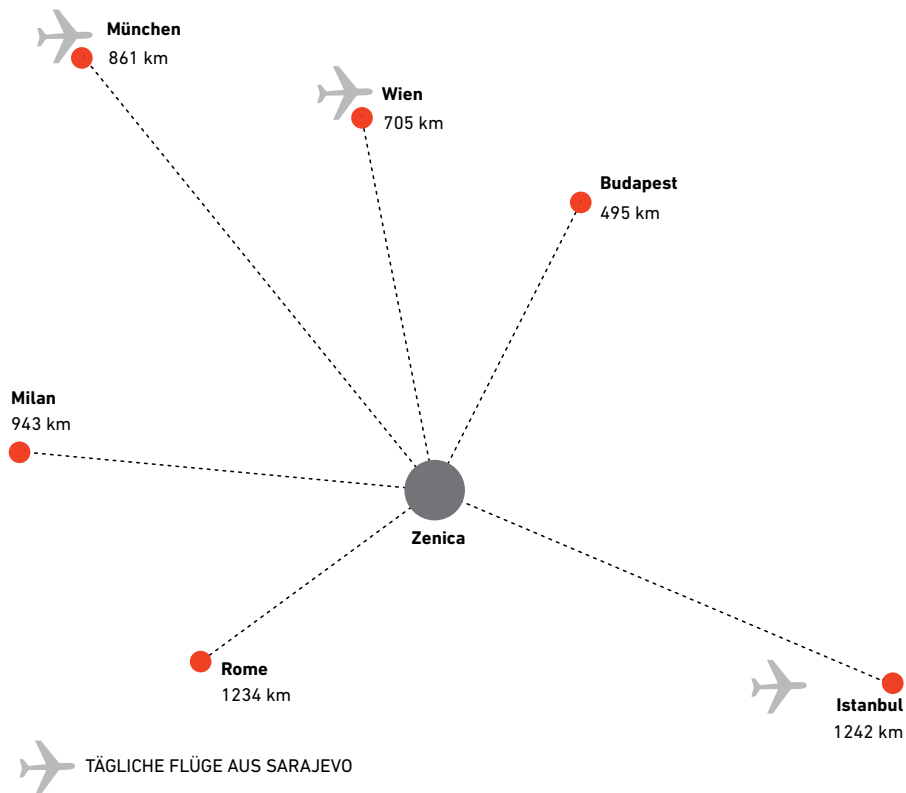 München
861 km
Wien
705 km
Budapest
495 km
Milan
943 km
Zenica
Rome
1234 km
Istanbul
1242 km
TÄGLICHE FLÜGE AUS SARAJEVO